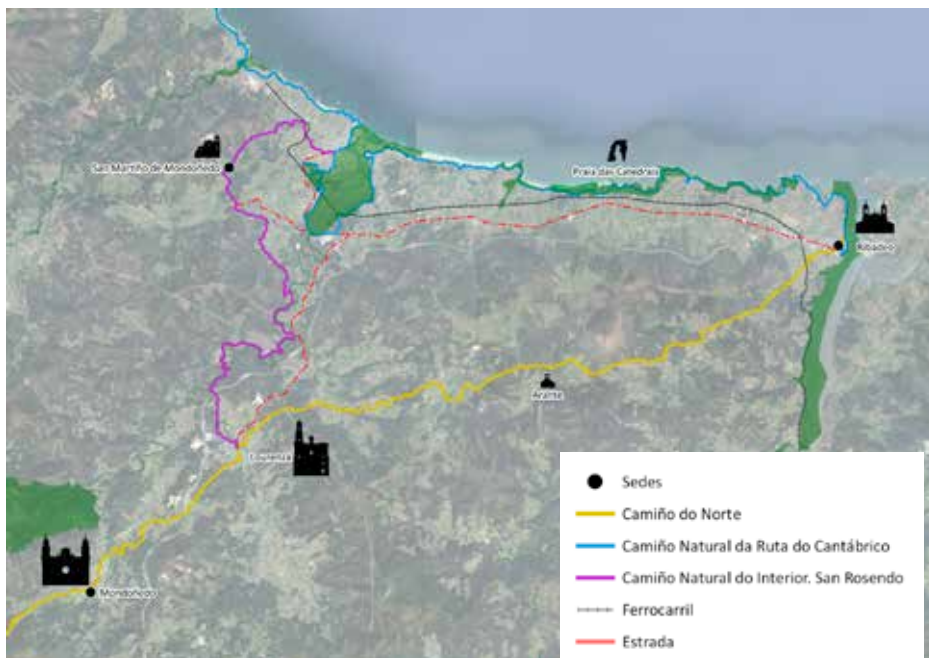 San Martiño de Mondoñedo
Praia das Catedrais
Ribadeo
Arante
Lourenzá
Mondoñedo
Sedes
Camiño do Norte
Camiño Natural da Ruta do Cantábrico
Camiño Natural do Interior. San Rosendo
Ferrocarril
Estrada